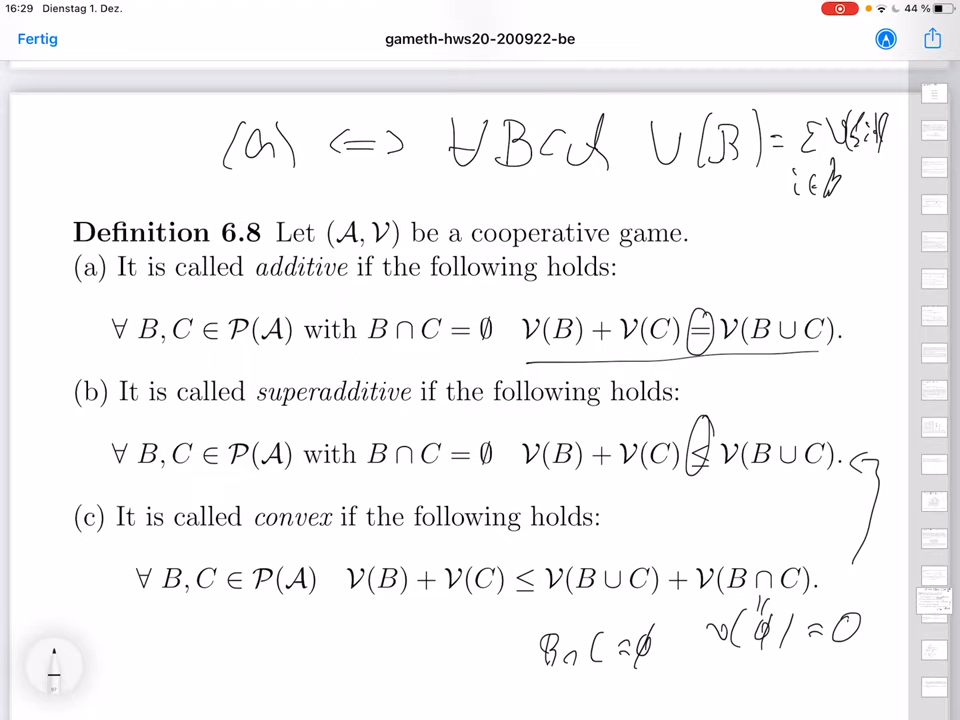 16:29 Dienstag 1. Dez. 44 %
Fertig gameth-hws20-200922-be
(a) <=> ∀ B ⊂ A V(B) = Σ V({i})
i ∈ B
Definition 6.8 Let (𝒜, 𝒱) be a cooperative game.
(a) It is called additive if the following holds:
∀ B, C ∈ 𝒫(𝒜) with B ∩ C = ∅ 𝒱(B) + 𝒱(C) = 𝒱(B ∪ C).
(b) It is called superadditive if the following holds:
∀ B, C ∈ 𝒫(𝒜) with B ∩ C = ∅ 𝒱(B) + 𝒱(C) ≤ 𝒱(B ∪ C).
(c) It is called convex if the following holds:
∀ B, C ∈ 𝒫(𝒜) 𝒱(B) + 𝒱(C) ≤ 𝒱(B ∪ C) + 𝒱(B ∩ C).
B ∩ C = ∅ v(∅) = 0